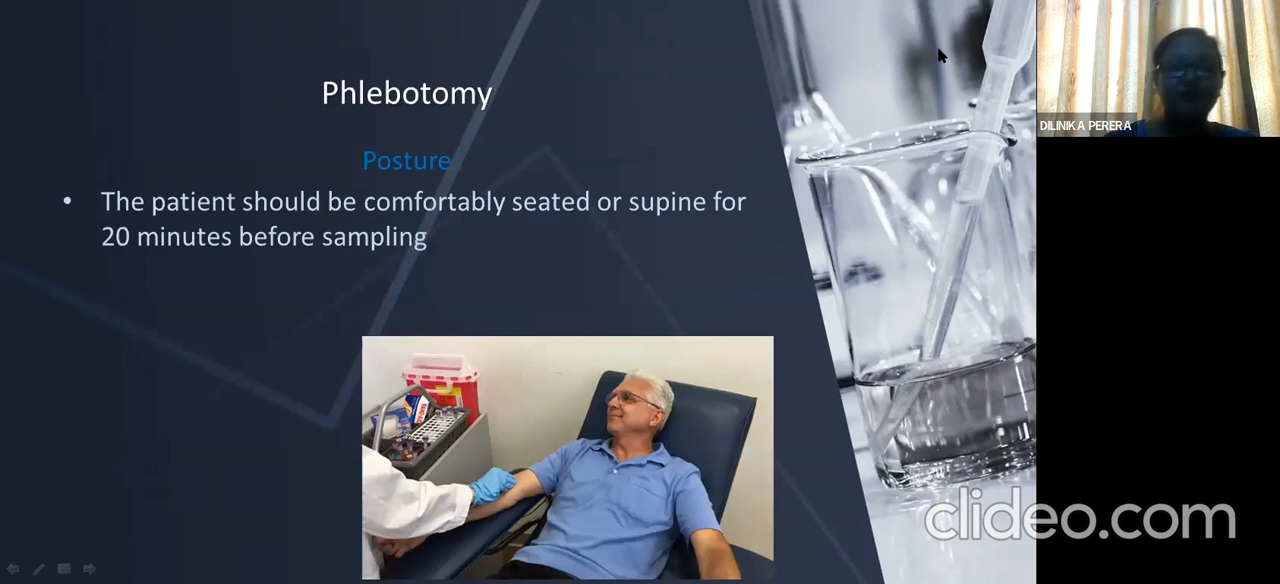 Phlebotomy
Posture
• The patient should be comfortably seated or supine for
20 minutes before sampling
DILINIKA PERERA
clideo.com